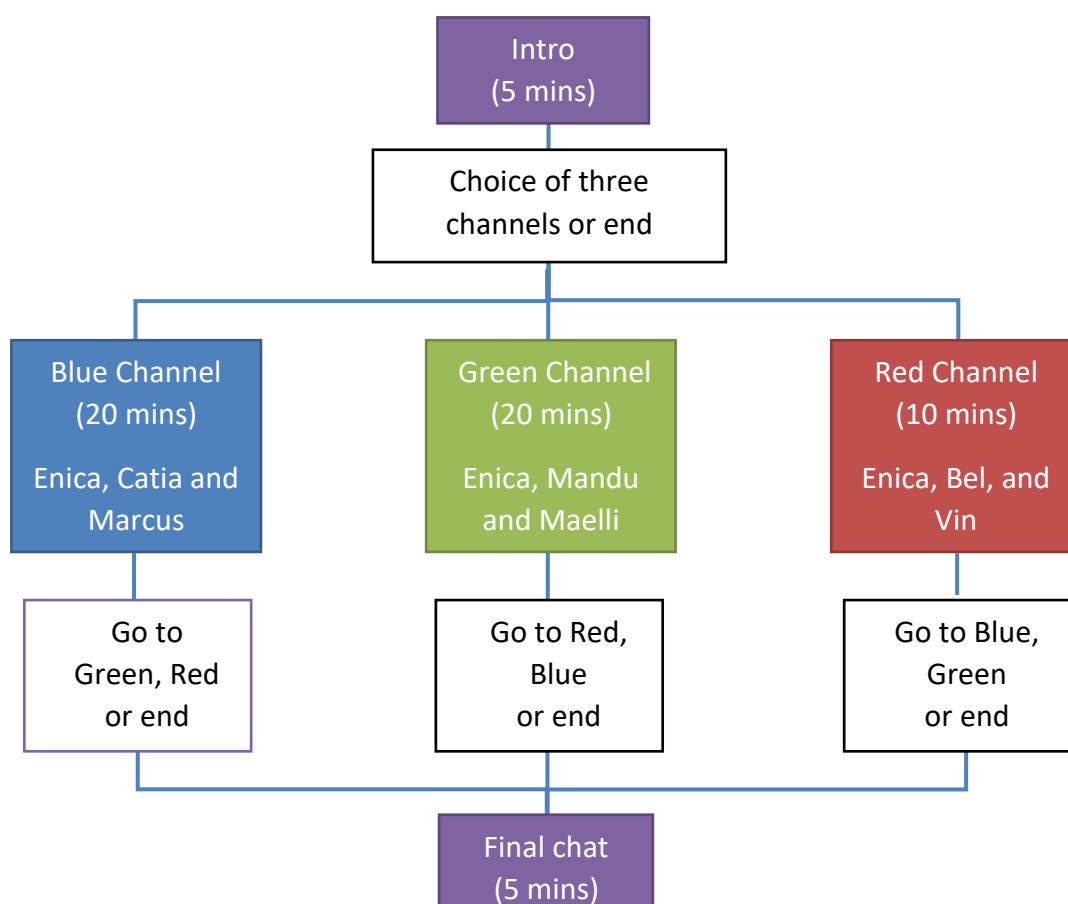 Intro
(5 mins)
Choice of three
channels or end
Blue Channel
(20 mins)
Enica, Catia and
Marcus
Green Channel
(20 mins)
Enica, Mandu
and Maelli
Red Channel
(10 mins)
Enica, Bel, and
Vin
Go to
Green, Red
or end
Go to Red,
Blue
or end
Go to Blue,
Green
or end
Final chat
(5 mins)